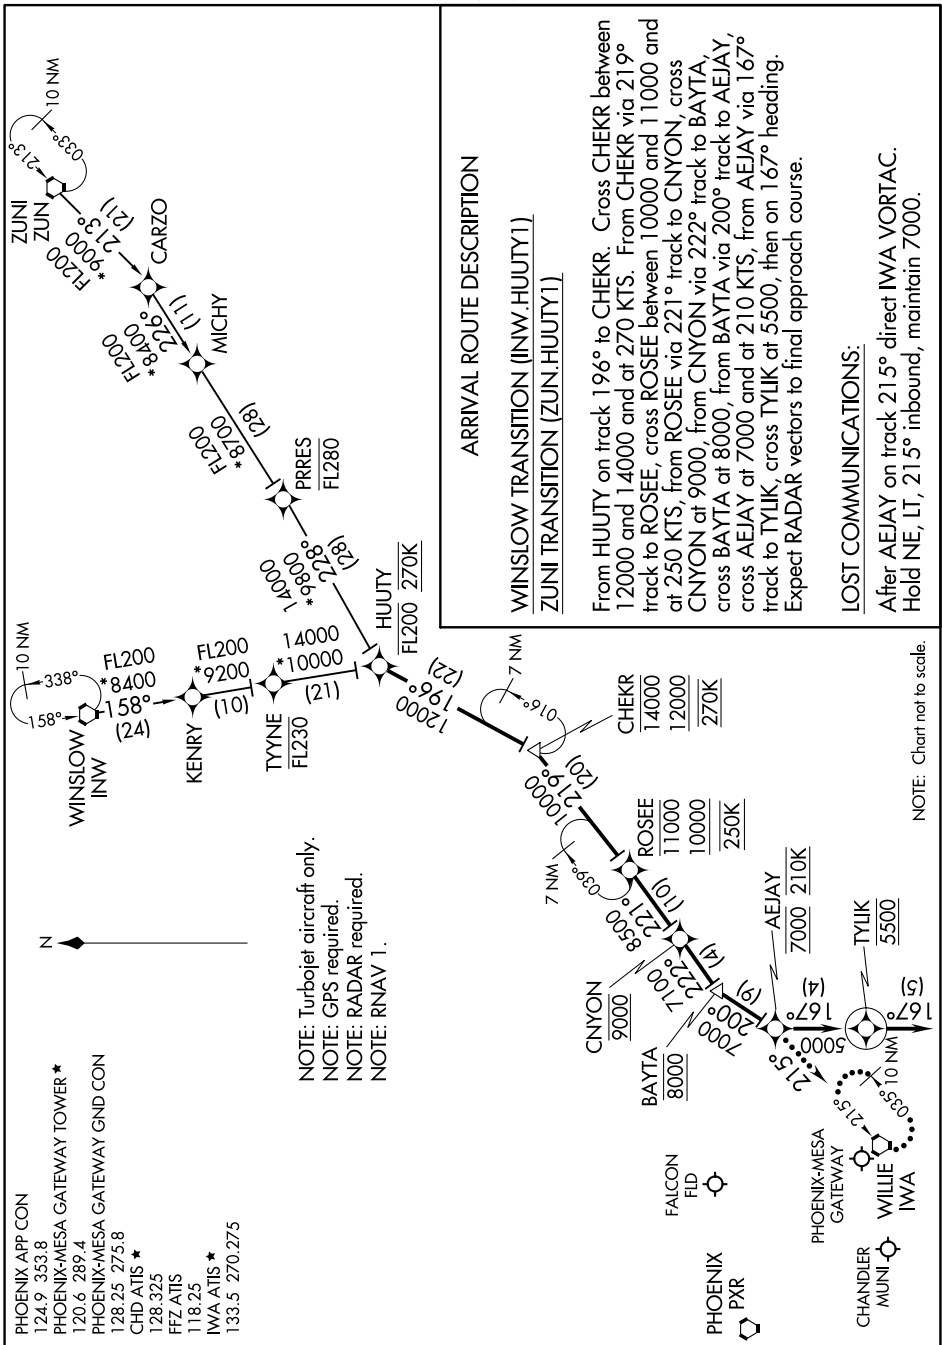 PHOENIX APP CON
124.9 353.8
PHOENIX-MESA GATEWAY TOWER ★
120.6 289.4
PHOENIX-MESA GATEWAY GND CON
128.25 275.8
CHD ATIS ★
128.325
FFZ ATIS
118.25
IWA ATIS ★
133.5 270.275
N
NOTE: Turbojet aircraft only.
NOTE: GPS required.
NOTE: RADAR required.
NOTE: RNAV 1.
WINSLOW
INW
158°
338°
10 NM
FL200
*8400
158°
(24)
KENRY
FL200
*9200
(10)
TYYNE
FL230
14000
*10000
(21)
ZUNI
ZUN
213°
033°
10 NM
FL200
*9000
213°
(21)
CARZO
FL200
*8400
226°
(11)
MICHY
FL200
*8700
(28)
PRRES
FL280
14000
*9800
228°
(28)
HUUTY
FL200 270K
12000
196°
(22)
7 NM
016°
CHEKR
14000
12000
270K
10000
219°
(20)
7 NM
039°
ROSEE
11000
10000
250K
8500
221°
(10)
CNYON
9000
7100
222°
(4)
BAYTA
8000
7000
200°
(9)
AEJAY
7000 210K
215°
167°
(4)
5000
TYLIK
5500
167°
(5)
10 NM
215°
035°
WILLIE
IWA
PHOENIX-MESA
GATEWAY
CHANDLER
MUNI
FALCON
FLD
PHOENIX
PXR
ARRIVAL ROUTE DESCRIPTION
WINSLOW TRANSITION (INW.HUUTY1)
ZUNI TRANSITION (ZUN.HUUTY1)
From HUUTY on track 196° to CHEKR. Cross CHEKR between
12000 and 14000 and at 270 KTS. From CHEKR via 219°
track to ROSEE, cross ROSEE between 10000 and 11000 and
at 250 KTS, from ROSEE via 221° track to CNYON, cross
CNYON at 9000, from CNYON via 222° track to BAYTA,
cross BAYTA at 8000, from BAYTA via 200° track to AEJAY,
cross AEJAY at 7000 and at 210 KTS, from AEJAY via 167°
track to TYLIK, cross TYLIK at 5500, then on 167° heading.
Expect RADAR vectors to final approach course.
LOST COMMUNICATIONS:
After AEJAY on track 215° direct IWA VORTAC.
Hold NE, LT, 215° inbound, maintain 7000.
NOTE: Chart not to scale.